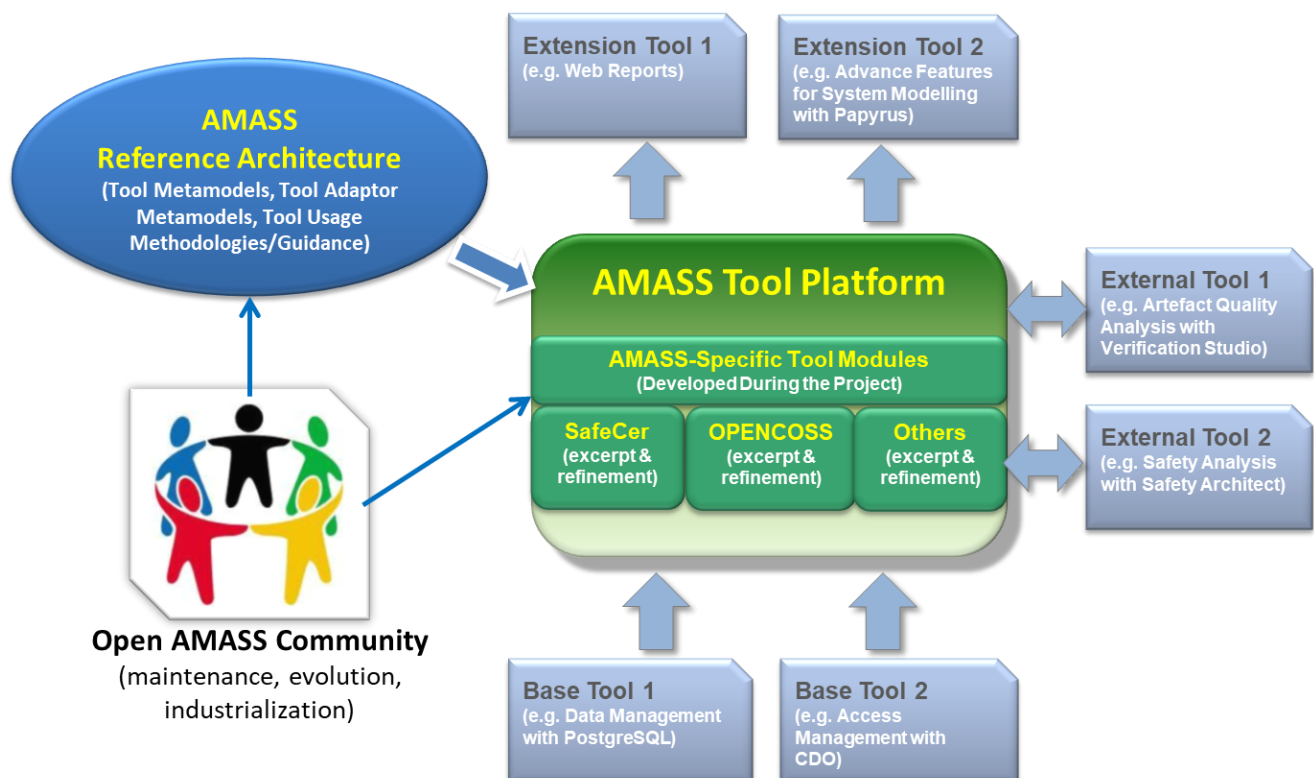 Extension Tool 1
(e.g. Web Reports)
Extension Tool 2
(e.g. Advance Features
for System Modelling
with Papyrus)
AMASS
Reference Architecture
(Tool Metamodels, Tool Adaptor
Metamodels, Tool Usage
Methodologies/Guidance)
AMASS Tool Platform
AMASS-Specific Tool Modules
(Developed During the Project)
SafeCer
(excerpt &
refinement)
OPENCOSS
(excerpt &
refinement)
Others
(excerpt &
refinement)
External Tool 1
(e.g. Artefact Quality
Analysis with
Verification Studio)
External Tool 2
(e.g. Safety Analysis
with Safety Architect)
Open AMASS Community
(maintenance, evolution,
industrialization)
Base Tool 1
(e.g. Data Management
with PostgreSQL)
Base Tool 2
(e.g. Access
Management with
CDO)